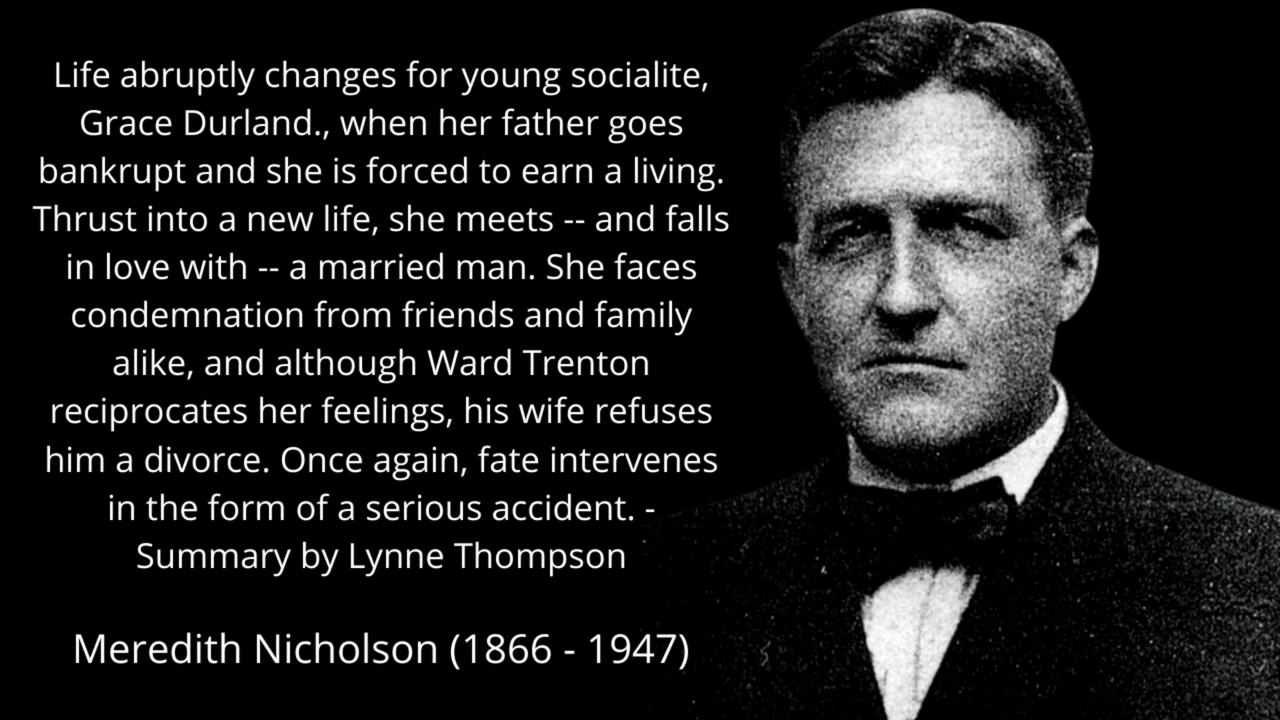 Life abruptly changes for young socialite,
Grace Durland., when her father goes
bankrupt and she is forced to earn a living.
Thrust into a new life, she meets -- and falls
in love with -- a married man. She faces
condemnation from friends and family
alike, and although Ward Trenton
reciprocates her feelings, his wife refuses
him a divorce. Once again, fate intervenes
in the form of a serious accident. -
Summary by Lynne Thompson
Meredith Nicholson (1866 - 1947)